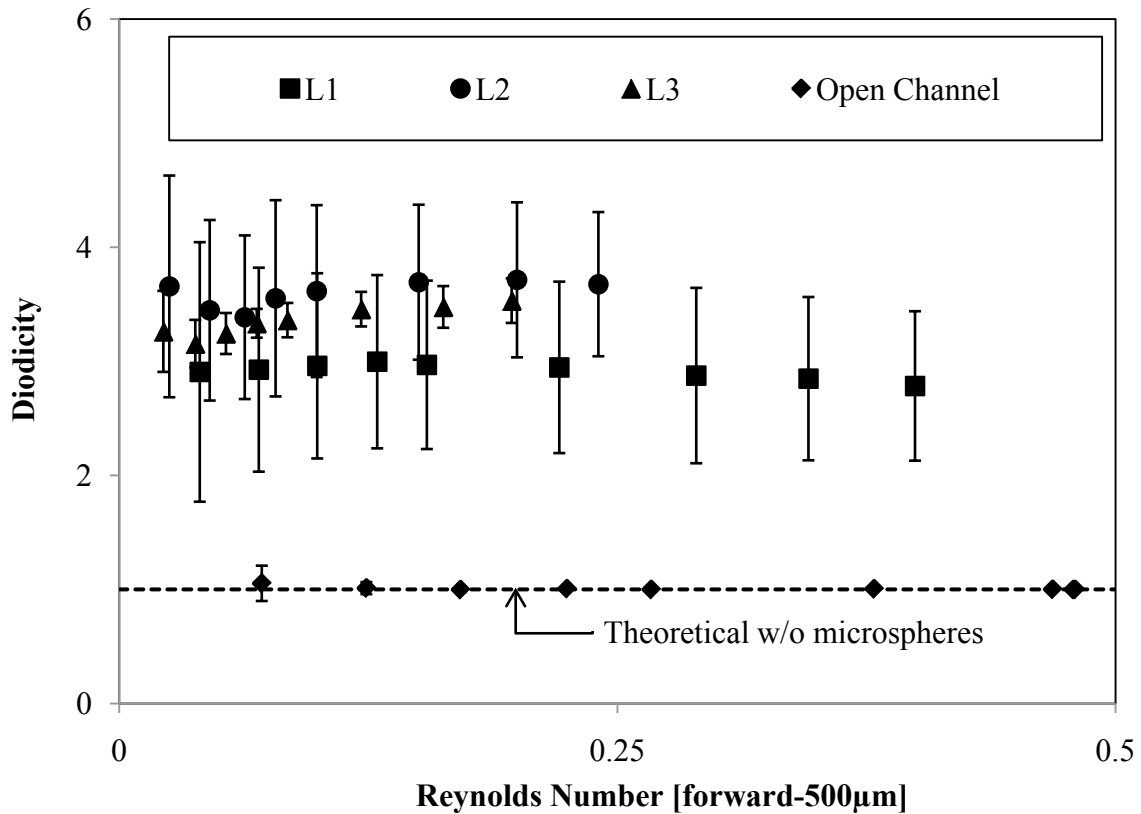 6
L1 L2 L3 Open Channel
4
Diodicity
2
Theoretical w/o microspheres
0
0 0.25 0.5
Reynolds Number [forward-500µm]